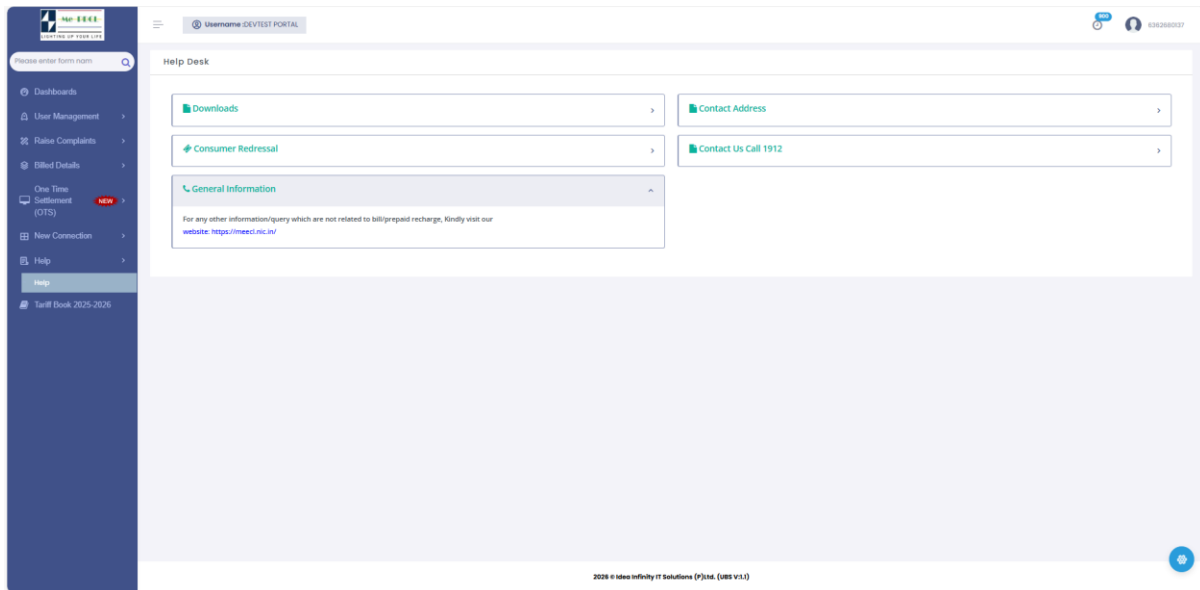 Me-EECL
LIGHTING UP YOUR LIFE
Please enter form nam
Dashboards
User Management
Raise Complaints
Billed Details
One Time
Settlement
(OTS)
NEW
New Connection
Help
Help
Tariff Book 2025-2026
Username :DEVTEST PORTAL
6362680137
Help Desk
Downloads
Contact Address
Consumer Redressal
Contact Us Call 1912
General Information
For any other information/query which are not related to bill/prepaid recharge, Kindly visit our
website: https://meecl.nic.in/
2026 © Idea Infinity IT Solutions (P)Ltd. (UBS V:1.1)